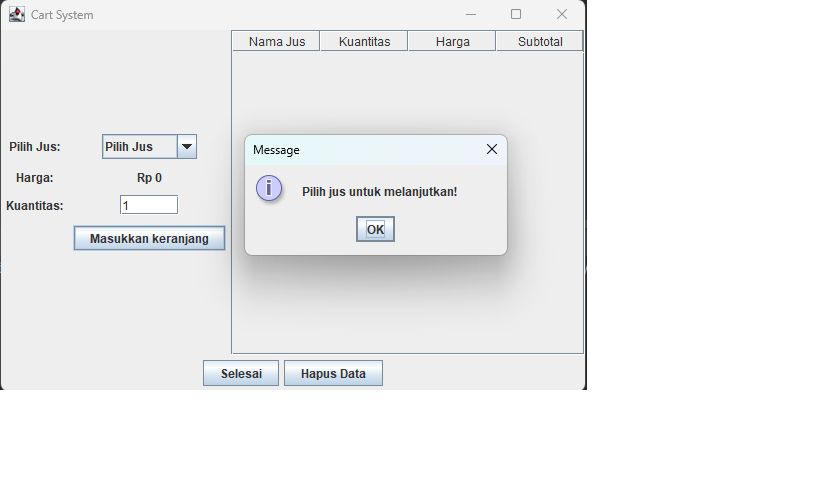 Cart System
Nama Jus Kuantitas Harga Subtotal
Pilih Jus: Pilih Jus
Harga: Rp 0
Kuantitas: 1
Masukkan keranjang
Message
Pilih jus untuk melanjutkan!
OK
Selesai Hapus Data